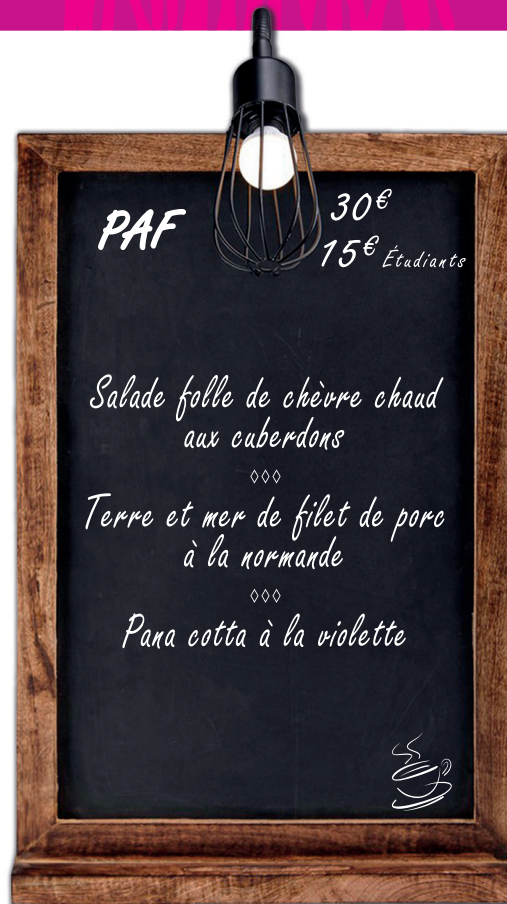 PAF
30€
15€ Étudiants
Salade folle de chèvre chaud
aux cuberdons
◊◊◊
Terre et mer de filet de porc
à la normande
◊◊◊
Pana cotta à la violette